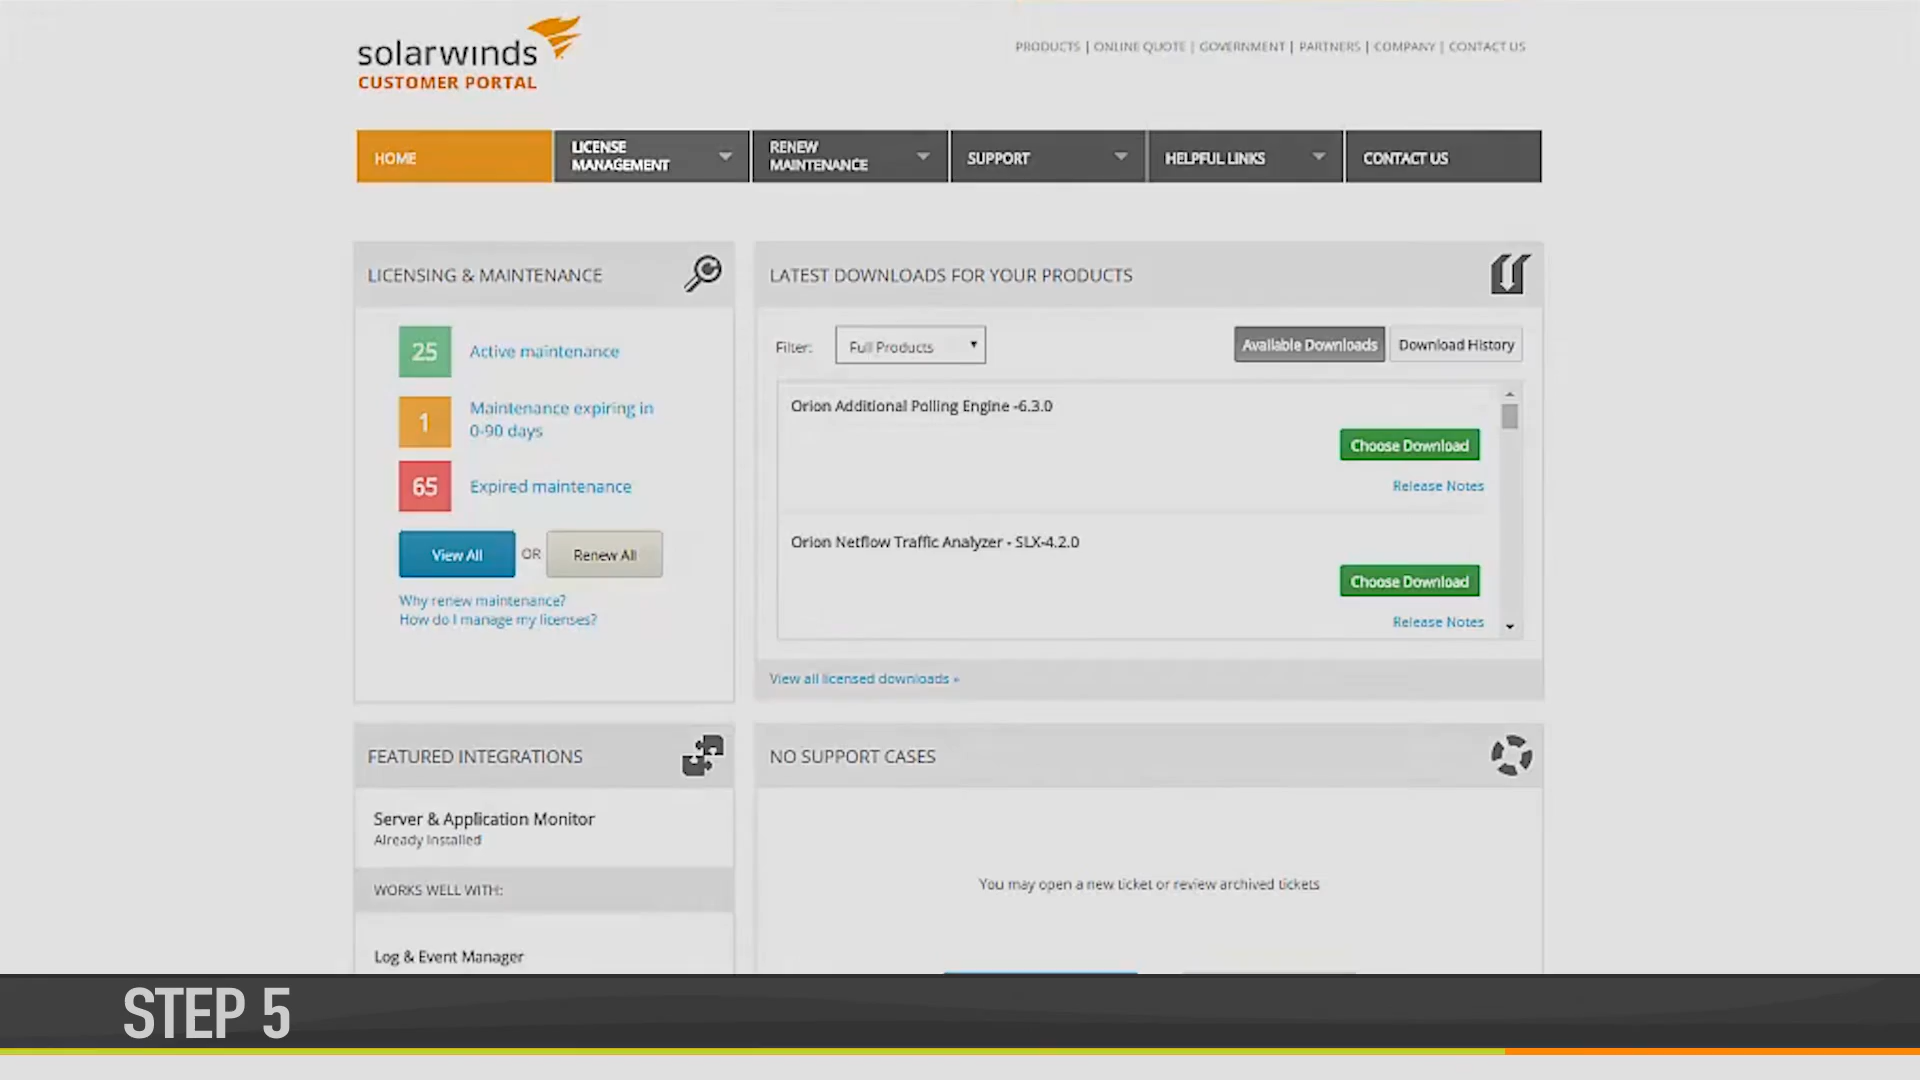 solarwinds
CUSTOMER PORTAL
PRODUCTS | ONLINE QUOTE | GOVERNMENT | PARTNERS | COMPANY | CONTACT US
HOME
LICENSE
MANAGEMENT
RENEW
MAINTENANCE
SUPPORT
HELPFUL LINKS
CONTACT US
LICENSING & MAINTENANCE
25
Active maintenance
1
Maintenance expiring in
0-90 days
65
Expired maintenance
View All
OR
Renew All
Why renew maintenance?
How do I manage my licenses?
LATEST DOWNLOADS FOR YOUR PRODUCTS
Filter:
Full Products
Available Downloads
Download History
Orion Additional Polling Engine -6.3.0
Choose Download
Release Notes
Orion Netflow Traffic Analyzer - SLX-4.2.0
Choose Download
Release Notes
View all licensed downloads »
FEATURED INTEGRATIONS
Server & Application Monitor
Already Installed
WORKS WELL WITH:
Log & Event Manager
NO SUPPORT CASES
You may open a new ticket or review archived tickets
STEP 5